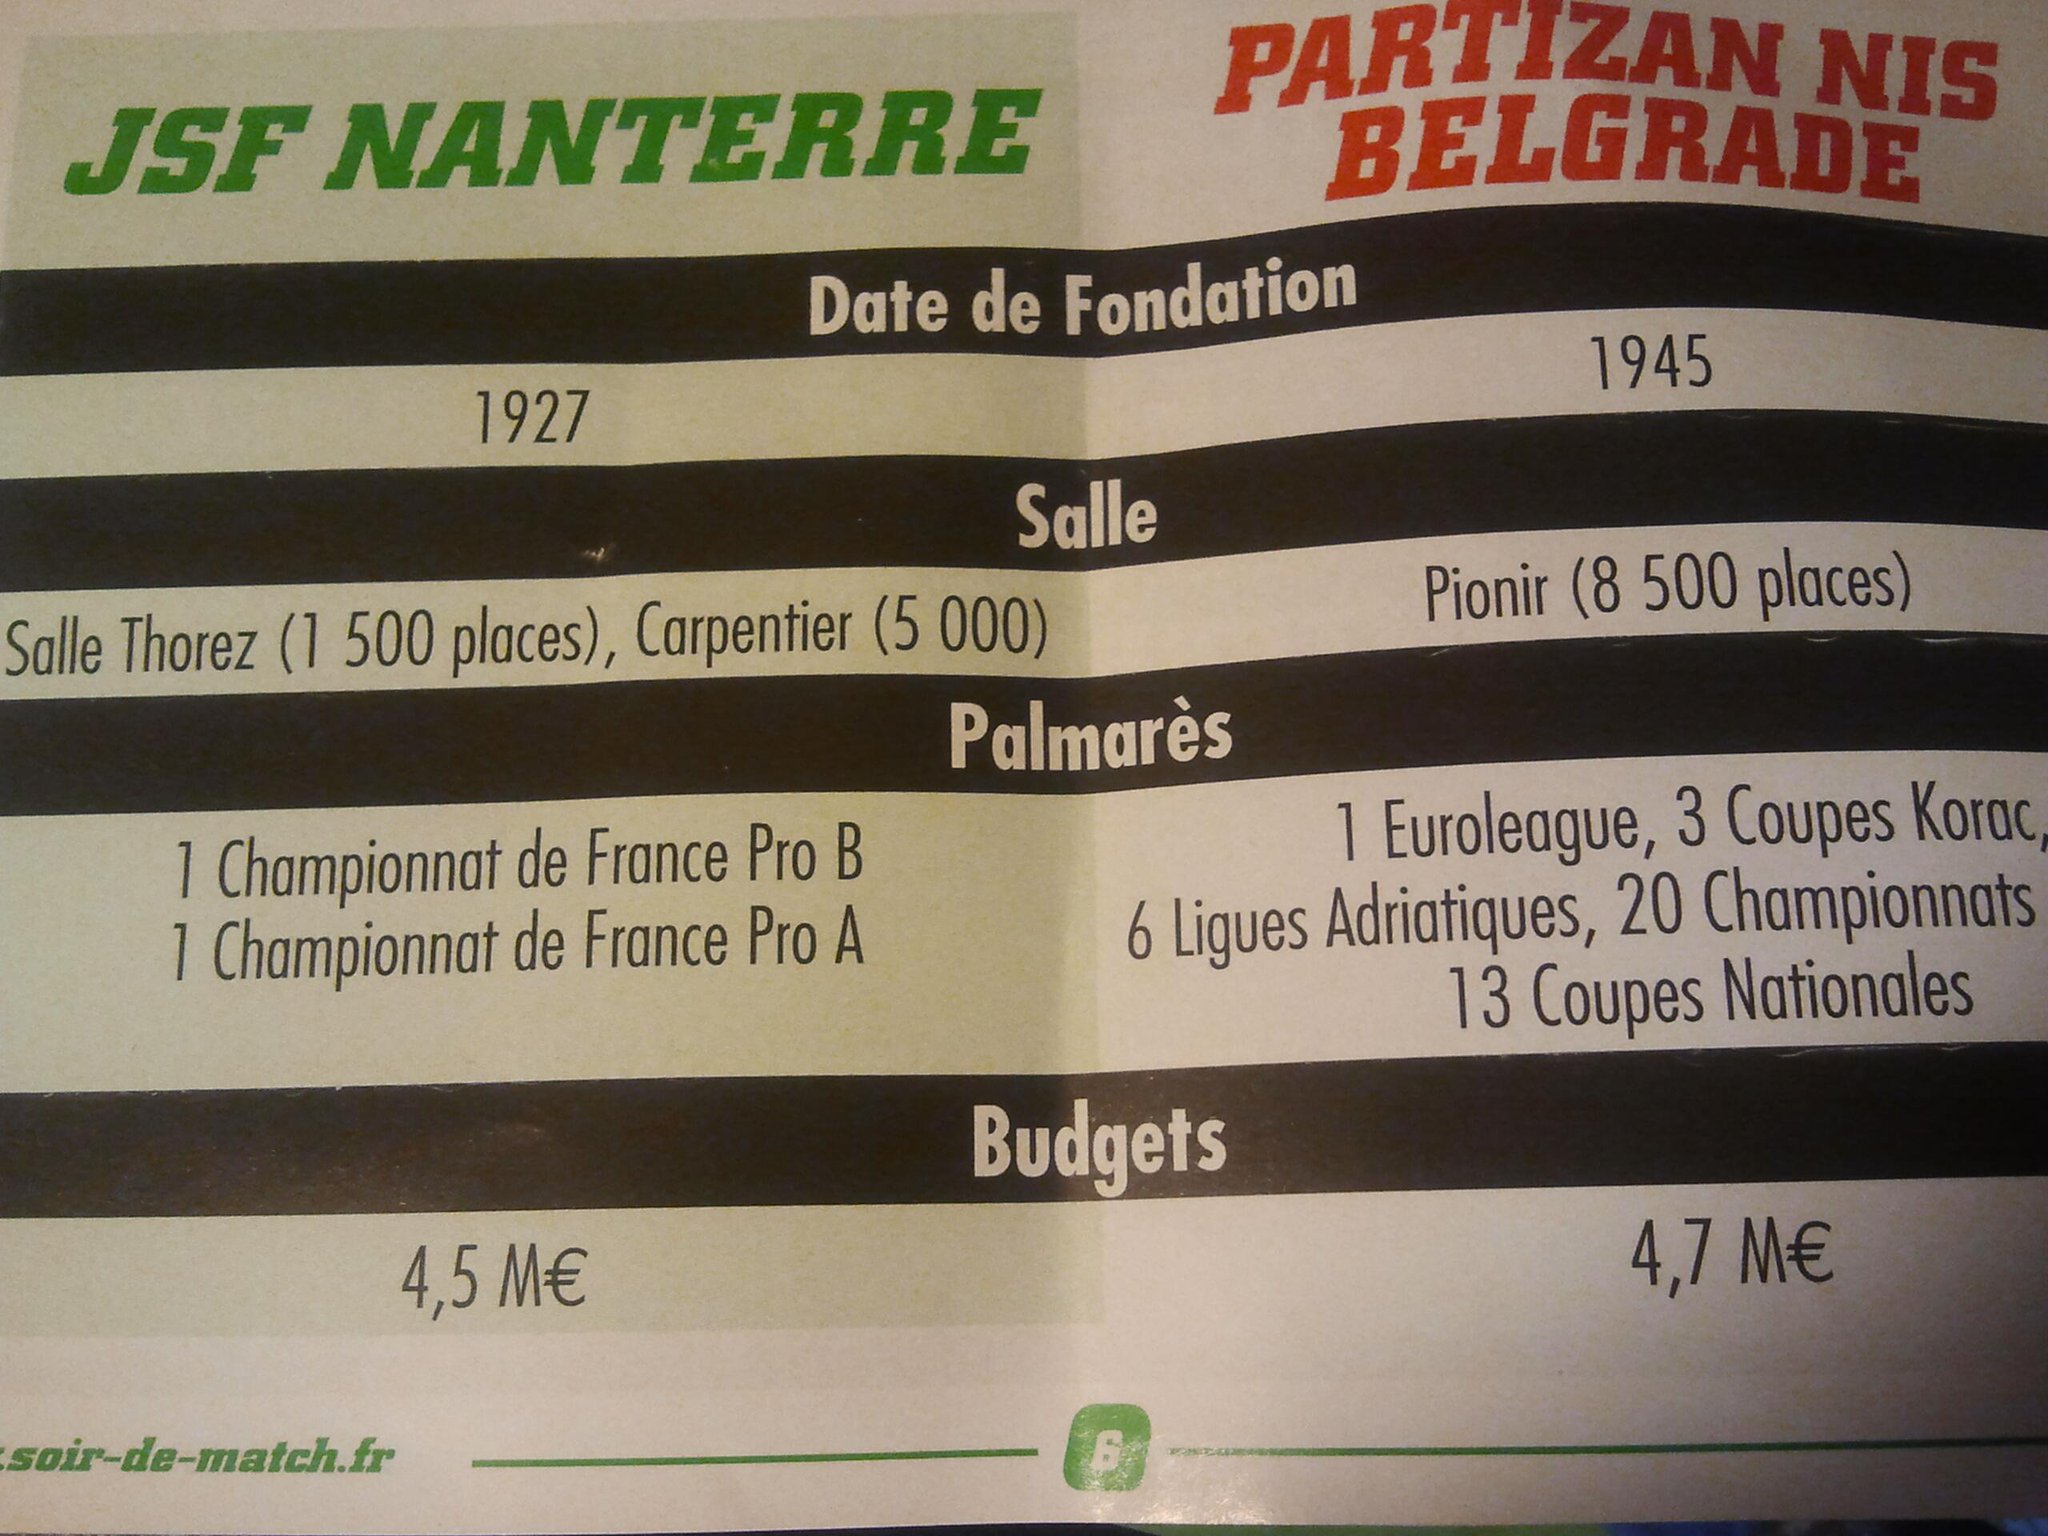 JSF NANTERRE
PARTIZAN NIS
BELGRADE
Date de Fondation
1927
1945
Salle
Salle Thorez (1 500 places), Carpentier (5 000)
Pionir (8 500 places)
Palmarès
1 Championnat de France Pro B
1 Championnat de France Pro A
1 Euroleague, 3 Coupes Korac,
6 Ligues Adriatiques, 20 Championnats
13 Coupes Nationales
Budgets
4,5 M€
4,7 M€
.soir-de-match.fr
6